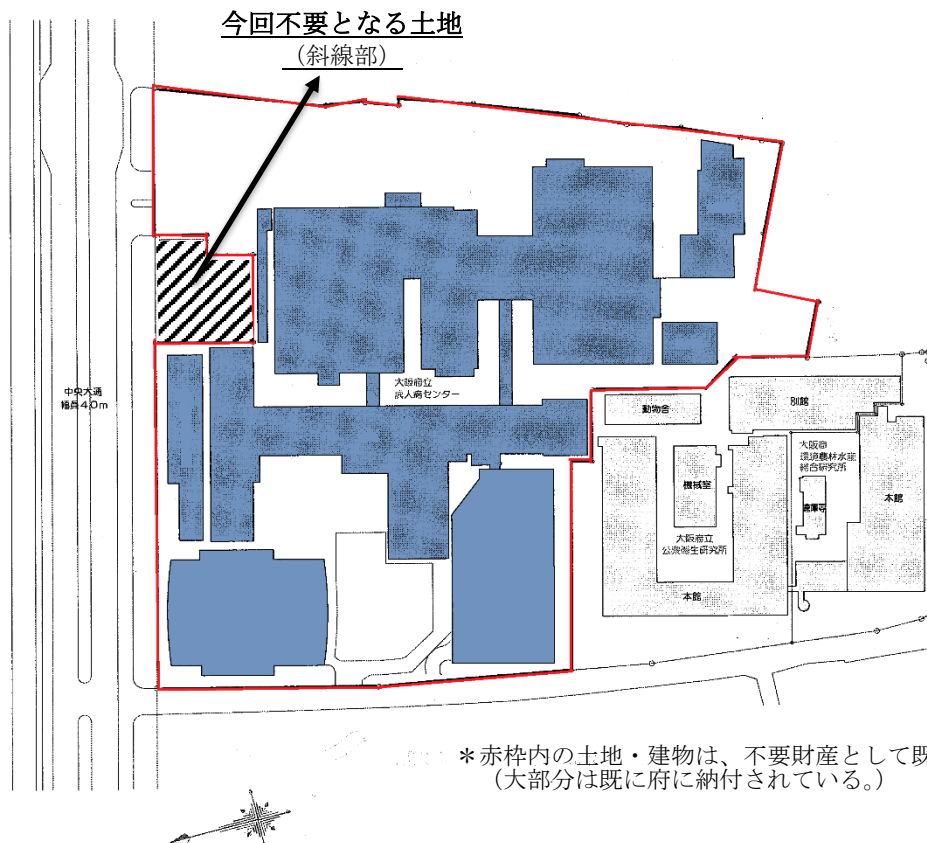 今回不要となる土地
（斜線部）
中央大通
幅員40m
大阪府立
成人病センター
動物舎
別館
機械室
大阪府立
公衆衛生研究所
本館
大阪府
環境農林水産
総合研究所
倉庫等
本館
＊赤枠内の土地・建物は、不要財産として既
（大部分は既に府に納付されている。）